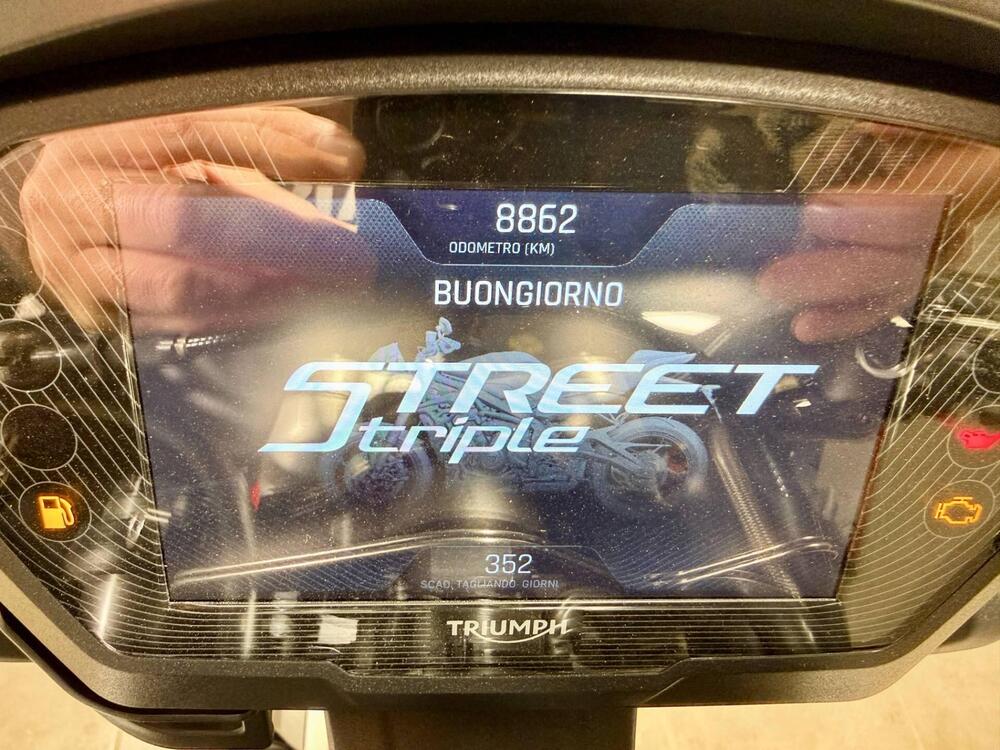 8862
ODOMETRO (KM)
BUONGIORNO
STREET
triple
352
SCAD. TAGLIANDO GIORNI
TRIUMPH